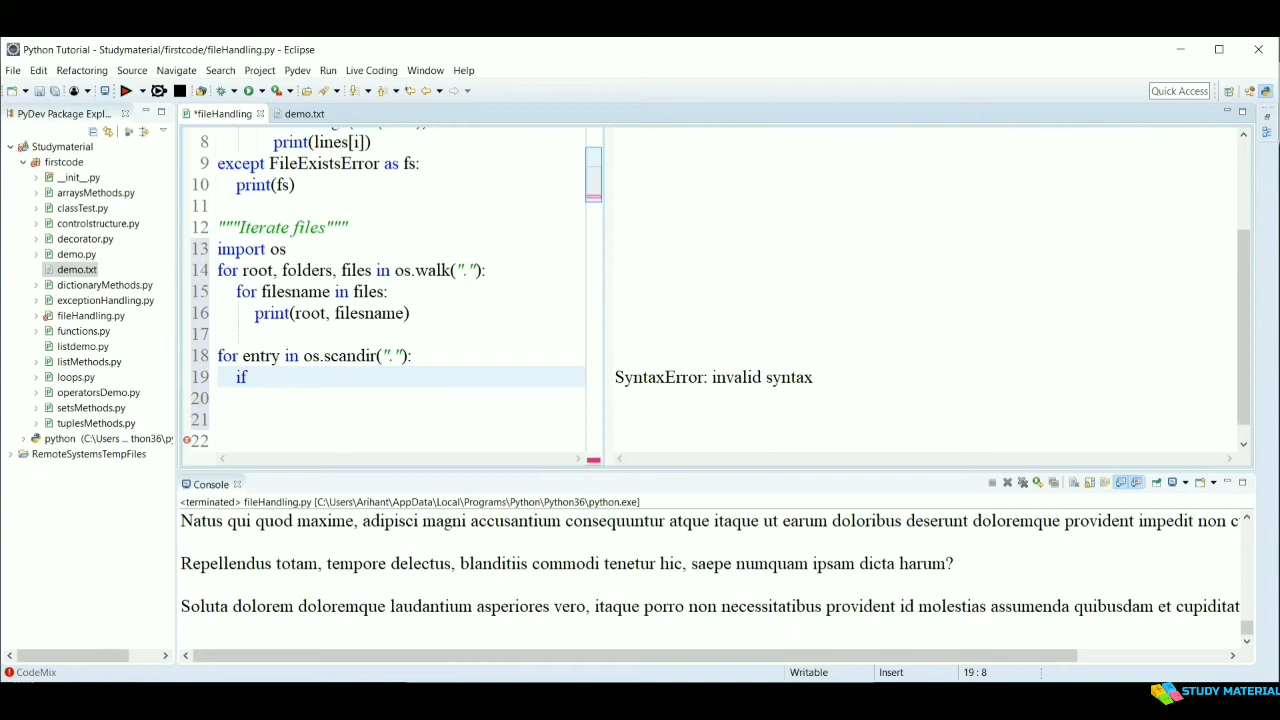 Python Tutorial - Studymaterial/firstcode/fileHandling.py - Eclipse
File Edit Refactoring Source Navigate Search Project Pydev Run Live Coding Window Help
Quick Access
PyDev Package Expl...
*fileHandling
demo.txt
Studymaterial
firstcode
__init__.py
arraysMethods.py
classTest.py
controlstructure.py
decorator.py
demo.py
demo.txt
dictionaryMethods.py
exceptionHandling.py
fileHandling.py
functions.py
listdemo.py
listMethods.py
loops.py
operatorsDemo.py
setsMethods.py
tuplesMethods.py
python (C:\Users ... thon36\py
RemoteSystemsTempFiles
8 print(lines[i])
9 except FileExistsError as fs:
10 print(fs)
11
12 """Iterate files"""
13 import os
14 for root, folders, files in os.walk("."):
15 for filesname in files:
16 print(root, filesname)
17
18 for entry in os.scandir("."):
19 if
20
21
22
SyntaxError: invalid syntax
Console
<terminated> fileHandling.py [C:\Users\Arihant\AppData\Local\Programs\Python\Python36\python.exe]
Natus qui quod maxime, adipisci magni accusantium consequuntur atque itaque ut earum doloribus deserunt doloremque provident impedit non c
Repellendus totam, tempore delectus, blanditiis commodi tenetur hic, saepe numquam ipsam dicta harum?
Soluta dolorem doloremque laudantium asperiores vero, itaque porro non necessitatibus provident id molestias assumenda quibusdam et cupiditat
CodeMix
Writable
Insert
19 : 8
STUDY MATERIAL